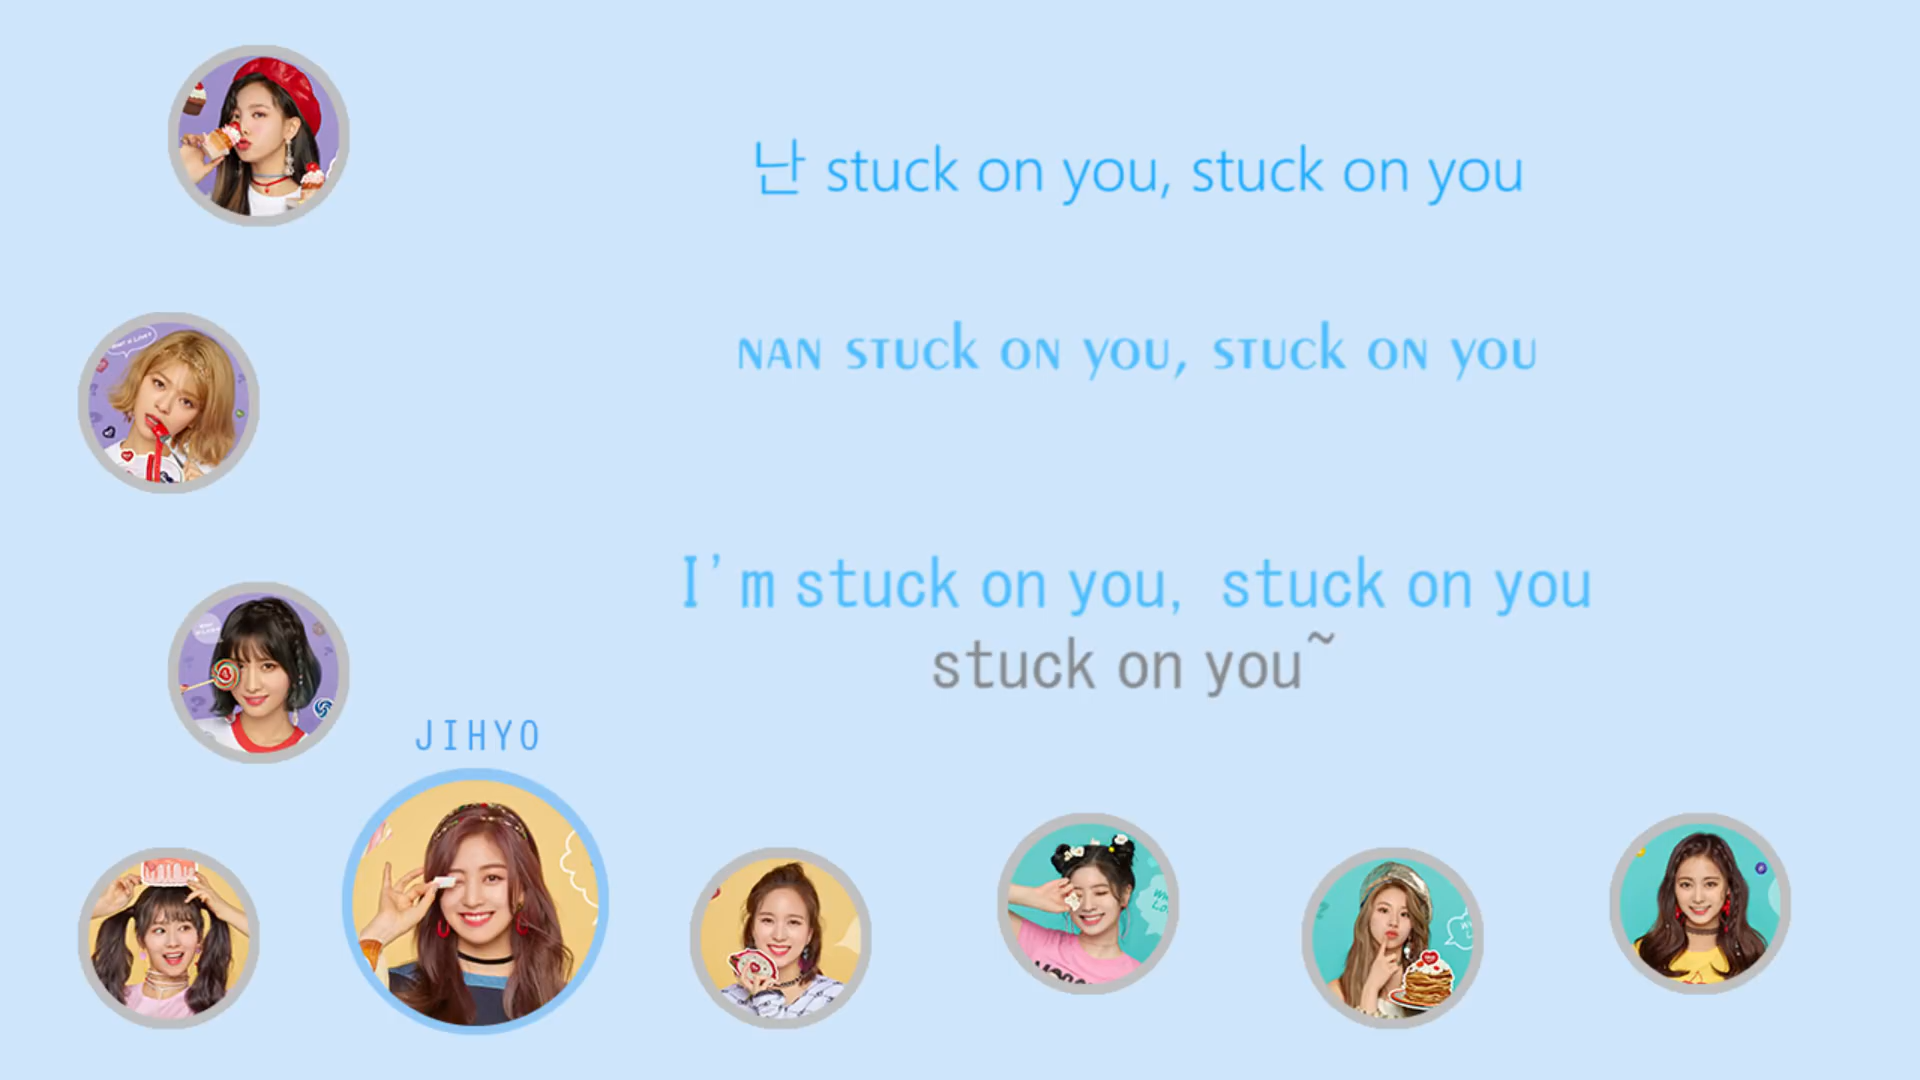 난 stuck on you, stuck on you
NAN STUCK ON YOU, STUCK ON YOU
I'm stuck on you, stuck on you
stuck on you~
JIHYO